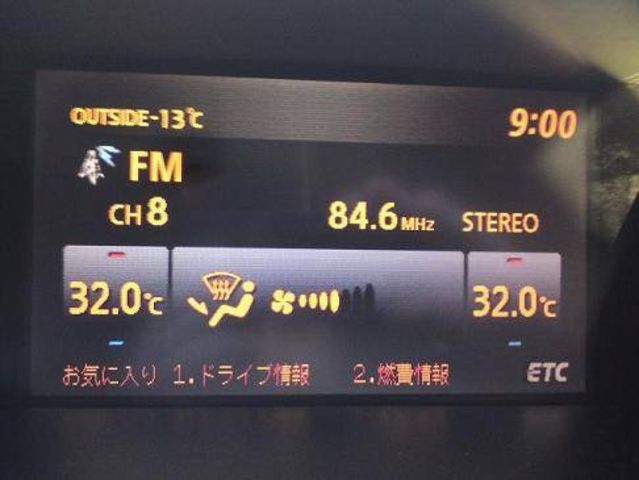 OUTSIDE-13℃ 9:00
FM
CH 8 84.6 MHz STEREO
32.0℃ 32.0℃
お気に入り 1.ドライブ情報 2.燃費情報 ETC